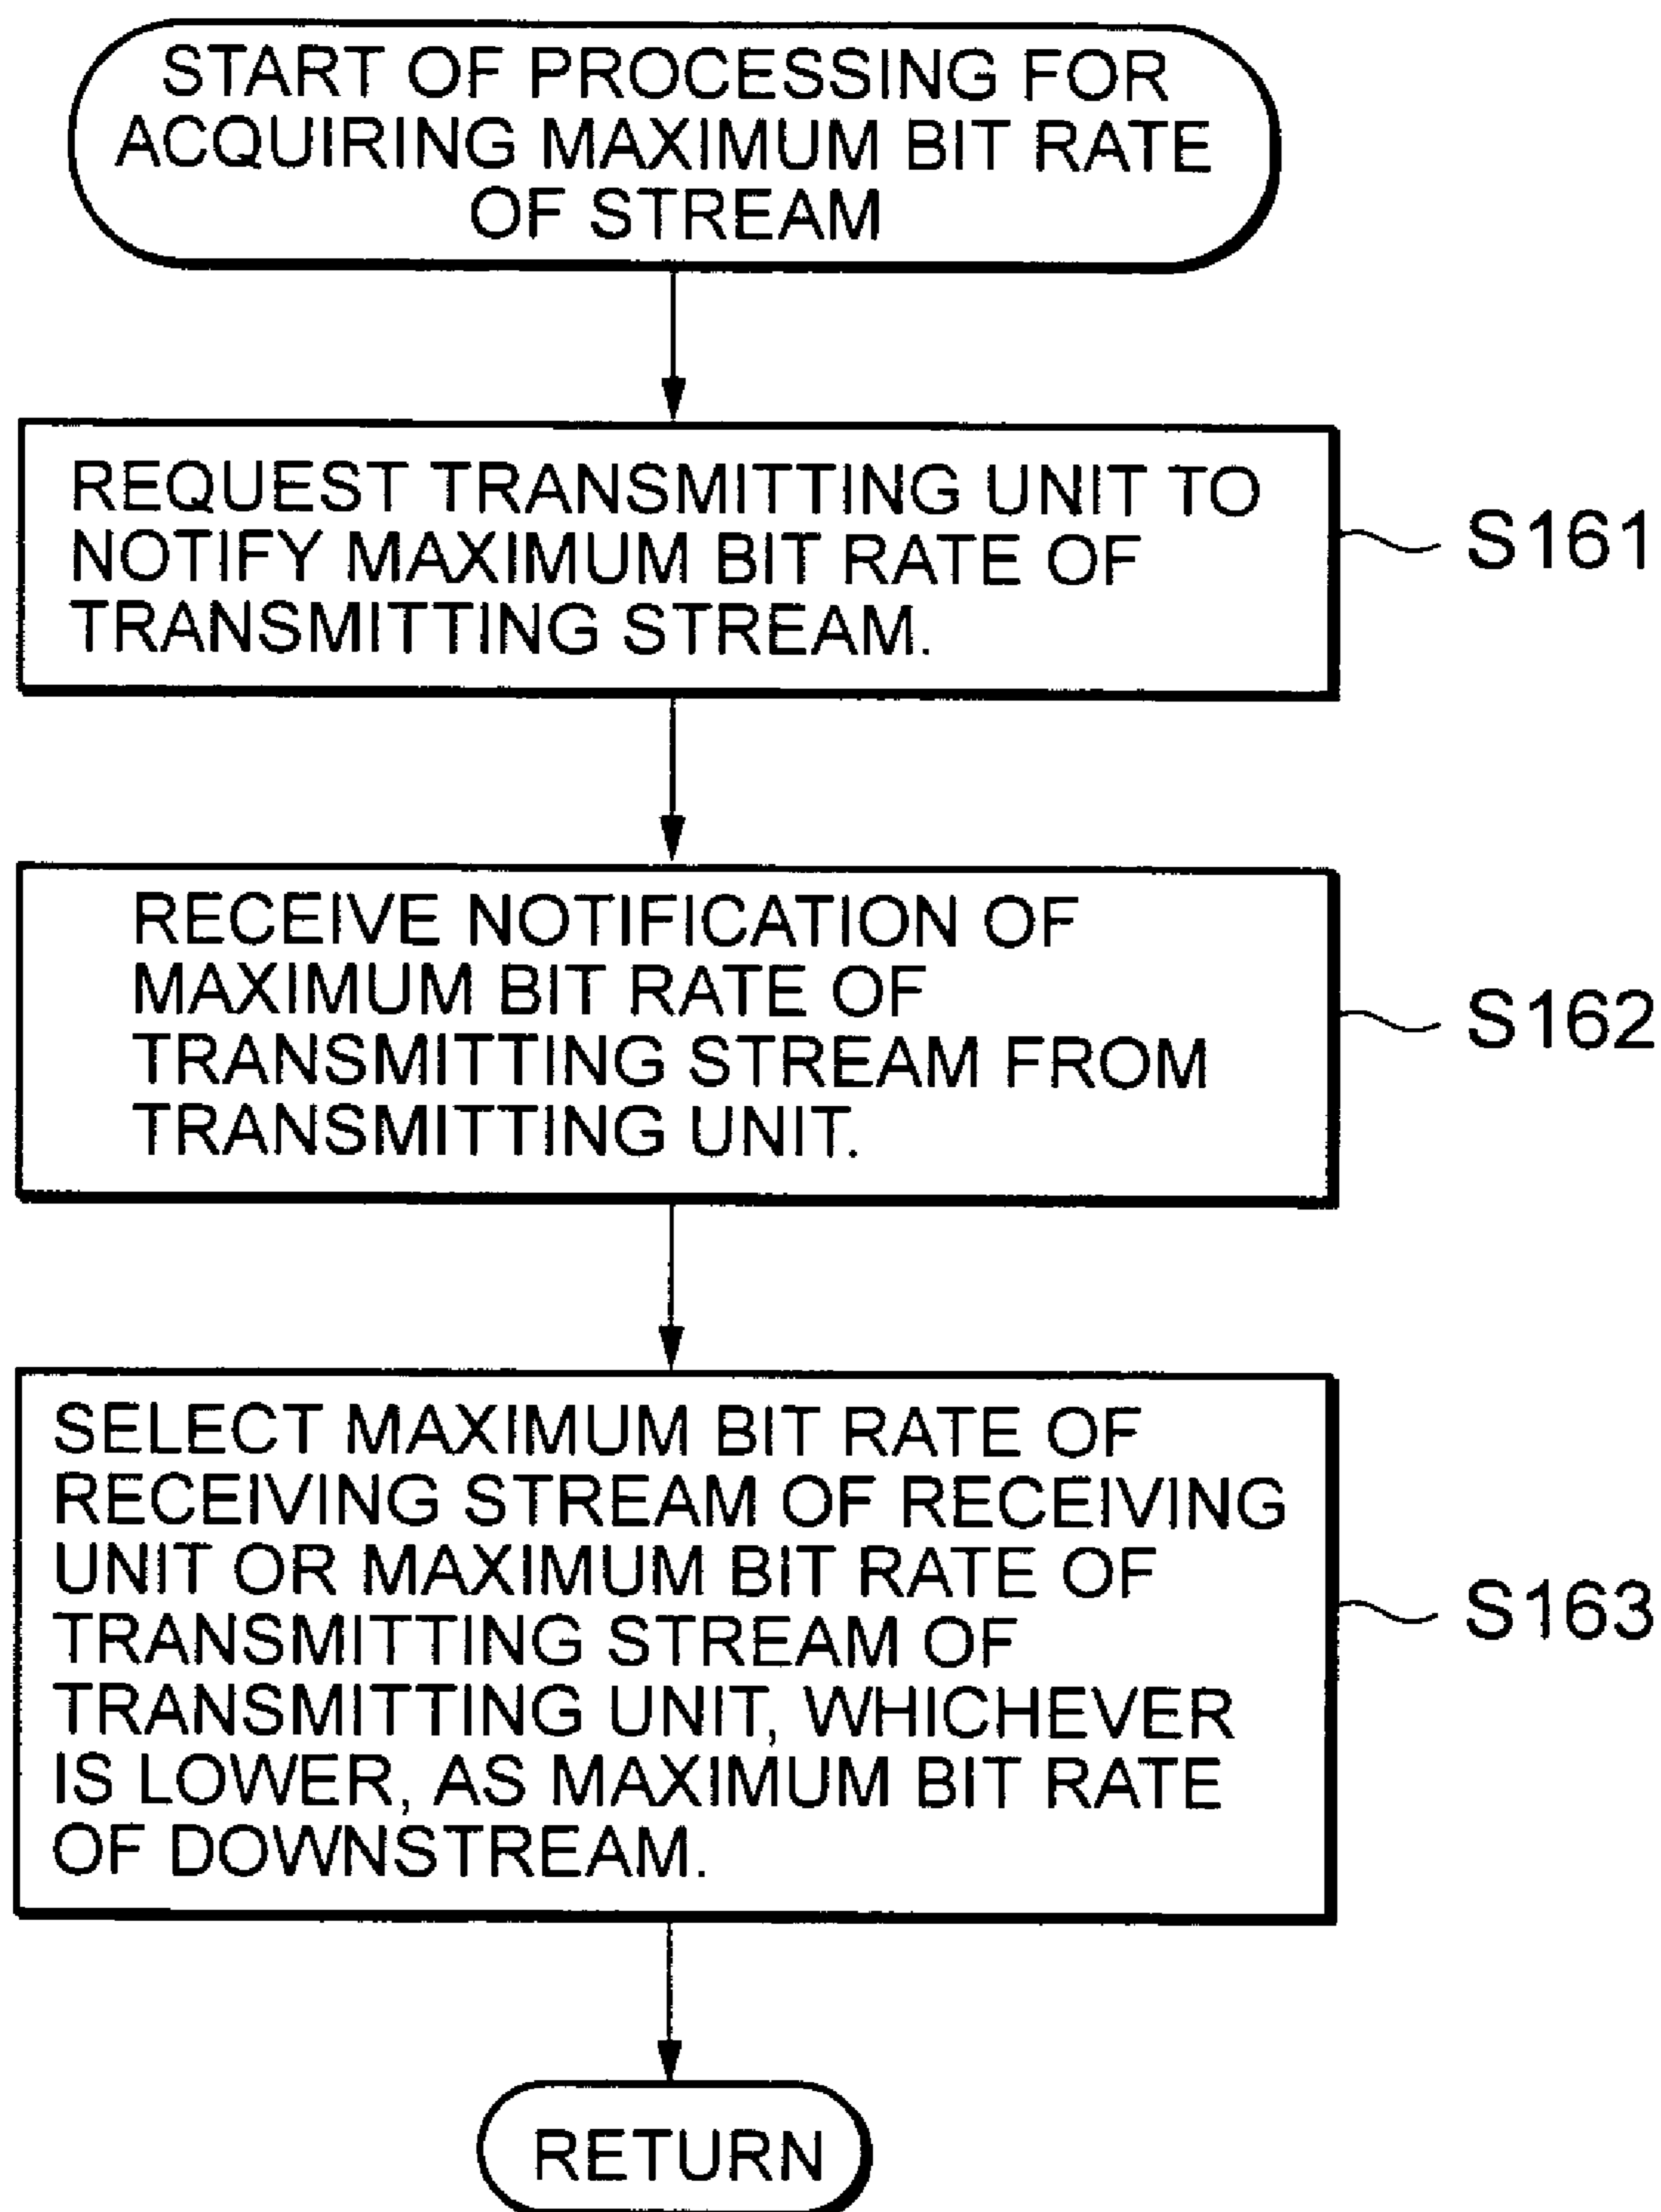 START OF PROCESSING FOR
ACQUIRING MAXIMUM BIT RATE
OF STREAM
REQUEST TRANSMITTING UNIT TO
NOTIFY MAXIMUM BIT RATE OF
TRANSMITTING STREAM.
S161
RECEIVE NOTIFICATION OF
MAXIMUM BIT RATE OF
TRANSMITTING STREAM FROM
TRANSMITTING UNIT.
S162
SELECT MAXIMUM BIT RATE OF
RECEIVING STREAM OF RECEIVING
UNIT OR MAXIMUM BIT RATE OF
TRANSMITTING STREAM OF
TRANSMITTING UNIT, WHICHEVER
IS LOWER, AS MAXIMUM BIT RATE
OF DOWNSTREAM.
S163
RETURN